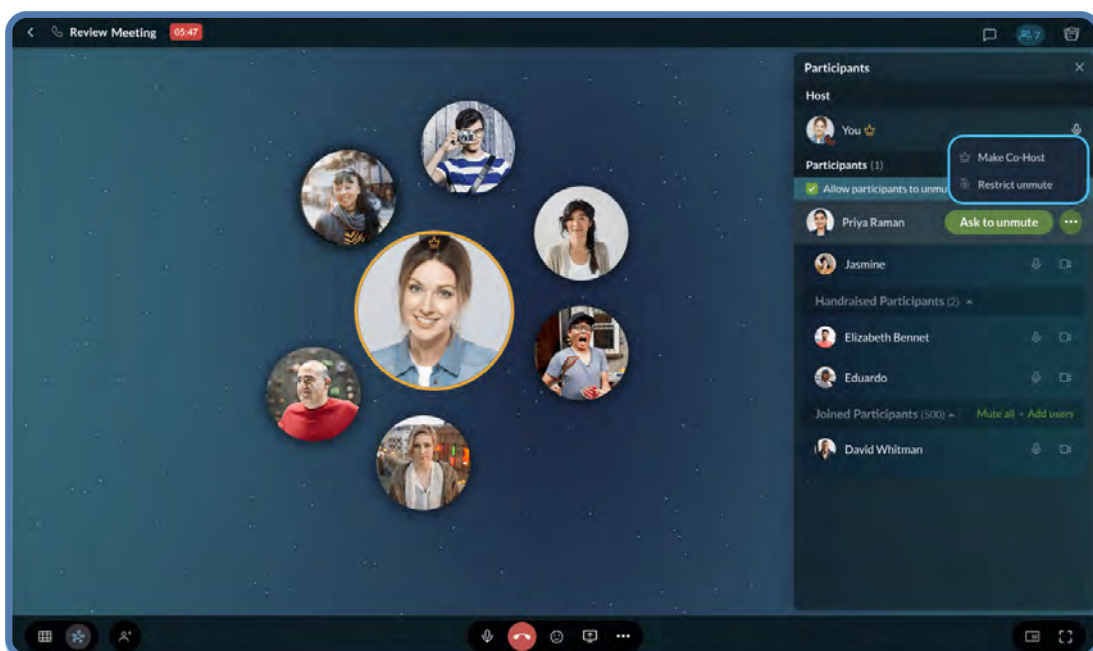 Review Meeting 05:47
7
Participants
Host
You
Participants (1)
Make Co-Host
Allow participants to unmu
Restrict unmute
Priya Raman Ask to unmute
Jasmine
Handraised Participants (2)
Elizabeth Bennet
Eduardo
Joined Participants (500) Mute all • Add users
David Whitman